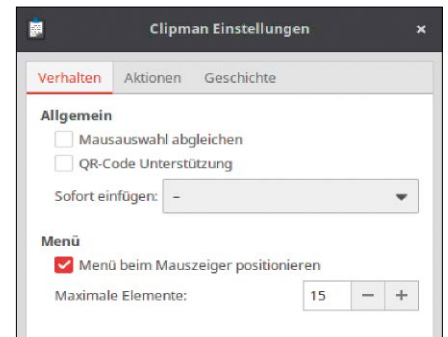 Clipman Einstellungen
Verhalten Aktionen Geschichte
Allgemein
Mausauswahl abgleichen
QR-Code Unterstützung
Sofort einfügen: –
Menü
Menü beim Mauszeiger positionieren
Maximale Elemente: 15